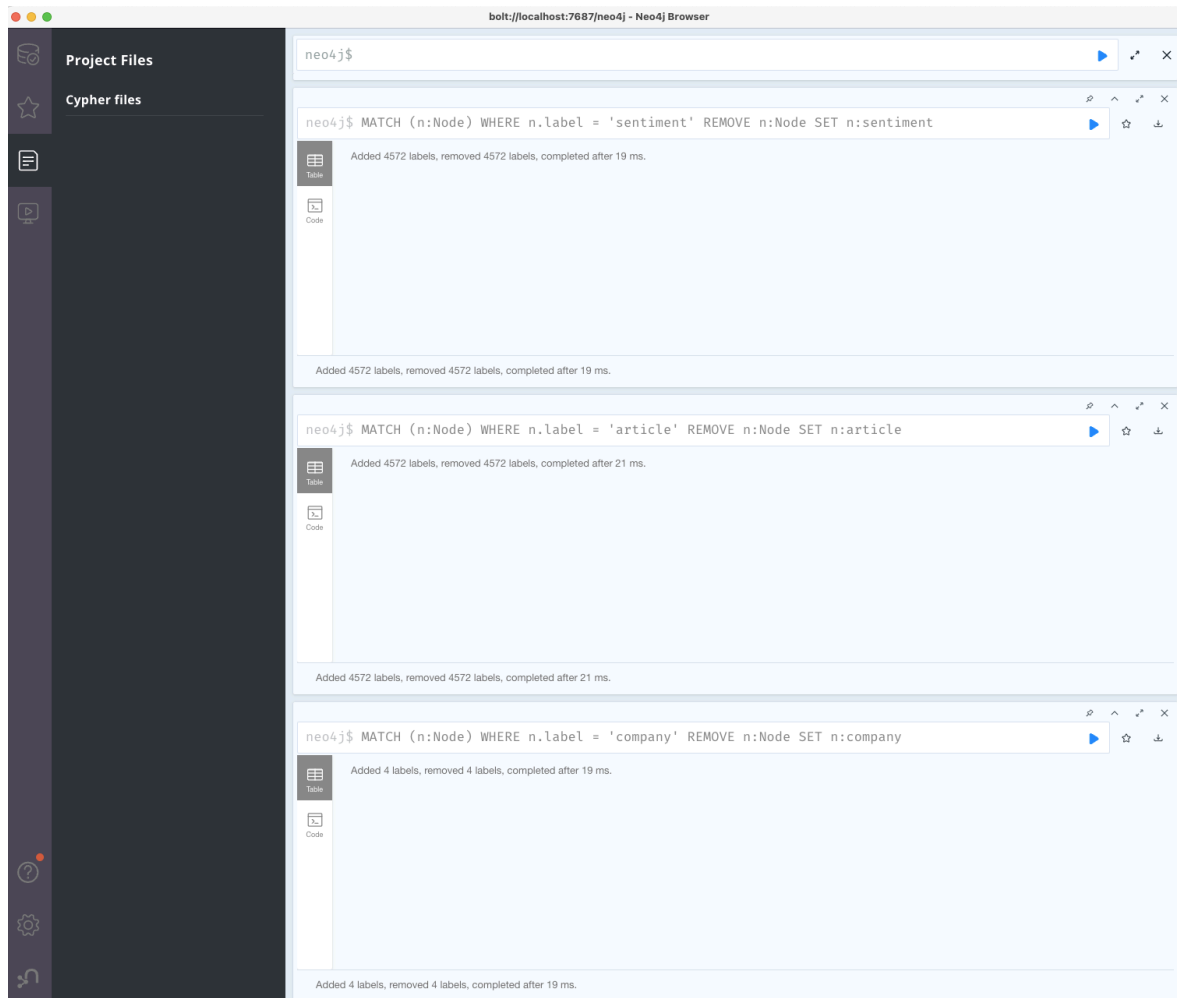 bolt://localhost:7687/neo4j - Neo4j Browser
Project Files
Cypher files
neo4j$
neo4j$ MATCH (n:Node) WHERE n.label = 'sentiment' REMOVE n:Node SET n:sentiment
Table
Added 4572 labels, removed 4572 labels, completed after 19 ms.
Code
Added 4572 labels, removed 4572 labels, completed after 19 ms.
neo4j$ MATCH (n:Node) WHERE n.label = 'article' REMOVE n:Node SET n:article
Table
Added 4572 labels, removed 4572 labels, completed after 21 ms.
Code
Added 4572 labels, removed 4572 labels, completed after 21 ms.
neo4j$ MATCH (n:Node) WHERE n.label = 'company' REMOVE n:Node SET n:company
Table
Added 4 labels, removed 4 labels, completed after 19 ms.
Code
Added 4 labels, removed 4 labels, completed after 19 ms.